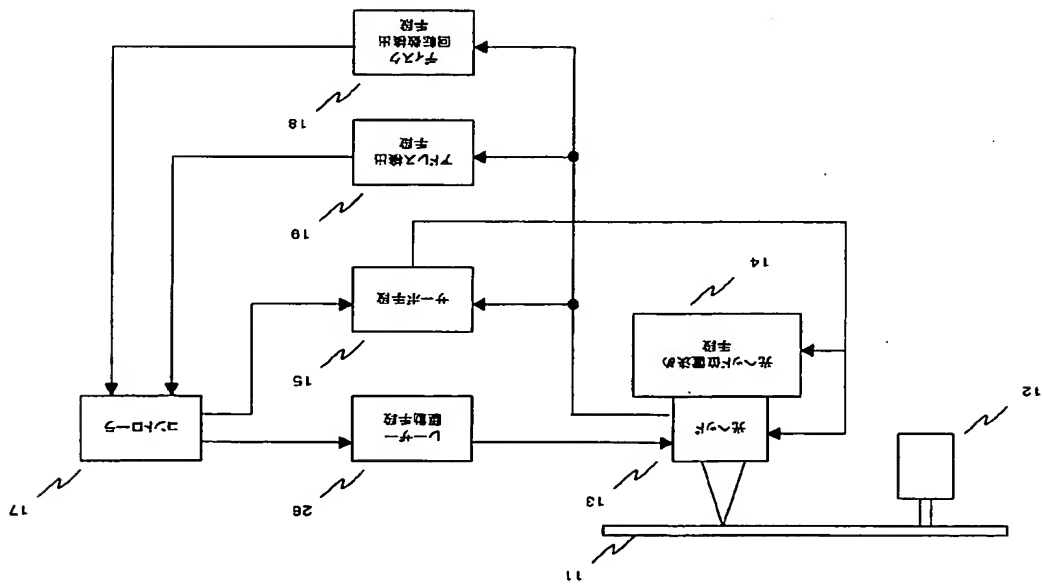 11
12
13
26
17
光ヘッド
レーザー
駆動手段
コントローラ
光ヘッド位置決め
手段
15
サーボ手段
14
19
アドレス検出
手段
18
ディスク
回転数検出
手段